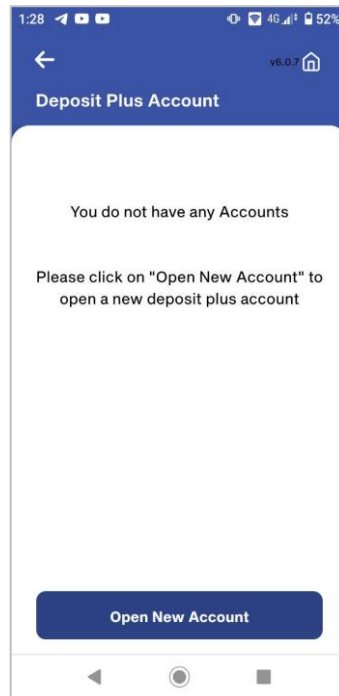 1:28 4G 52%
v6.0.7
Deposit Plus Account
You do not have any Accounts
Please click on "Open New Account" to
open a new deposit plus account
Open New Account